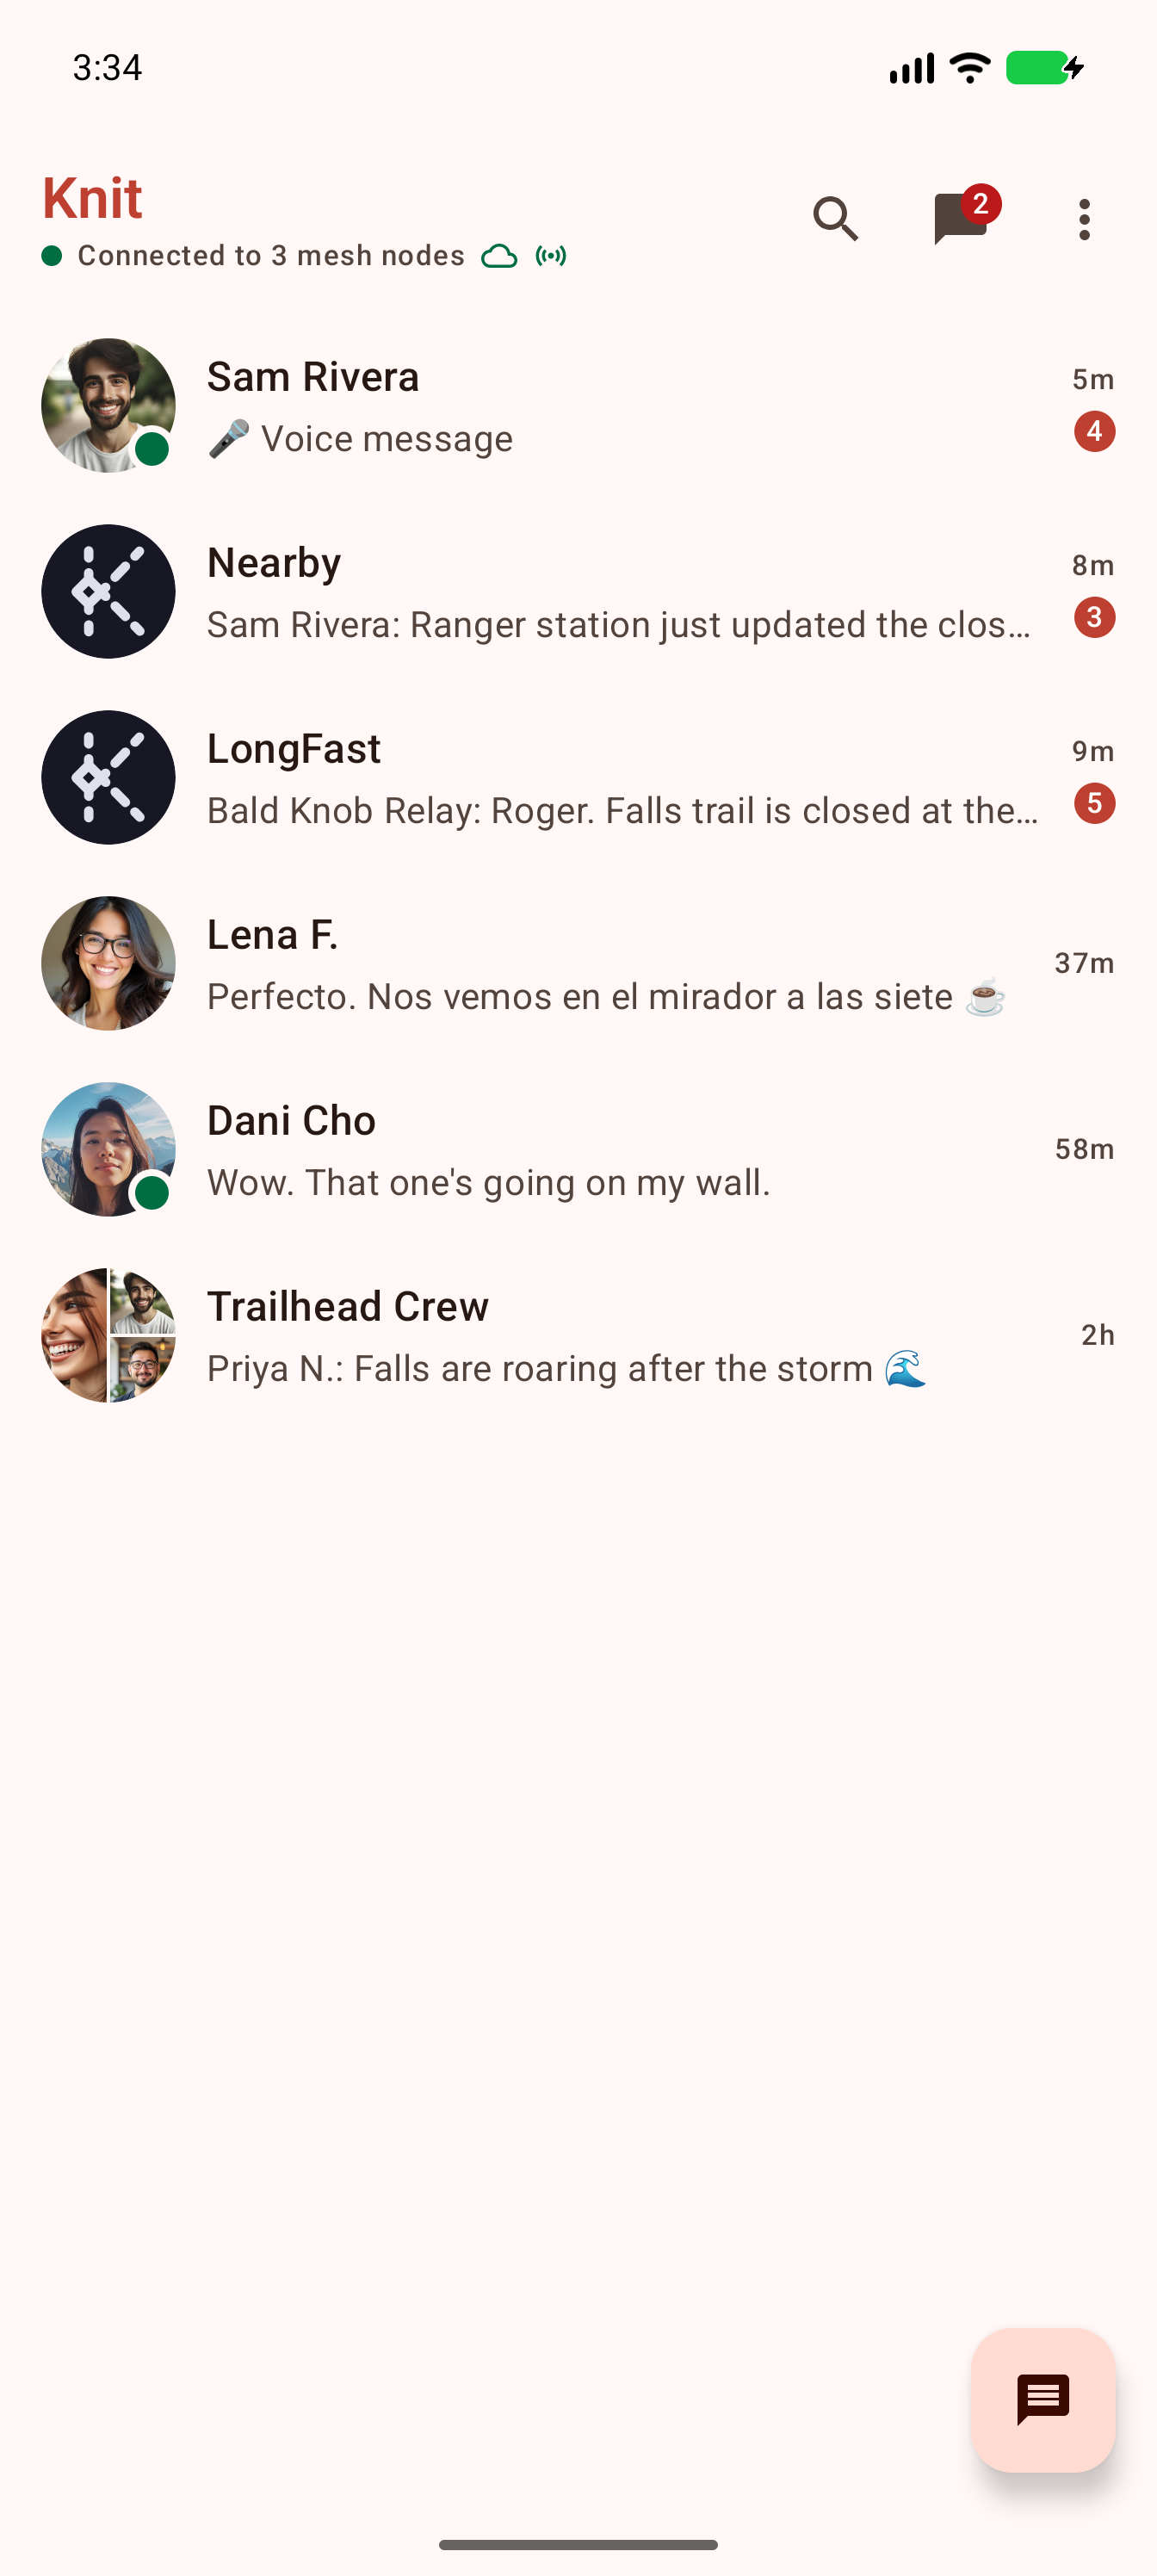 3:34
Knit
2
Connected to 3 mesh nodes
Sam Rivera
5m
🎤 Voice message
4
Nearby
8m
Sam Rivera: Ranger station just updated the clos…
3
LongFast
9m
Bald Knob Relay: Roger. Falls trail is closed at the…
5
Lena F.
37m
Perfecto. Nos vemos en el mirador a las siete ☕
Dani Cho
58m
Wow. That one's going on my wall.
Trailhead Crew
2h
Priya N.: Falls are roaring after the storm 🌊